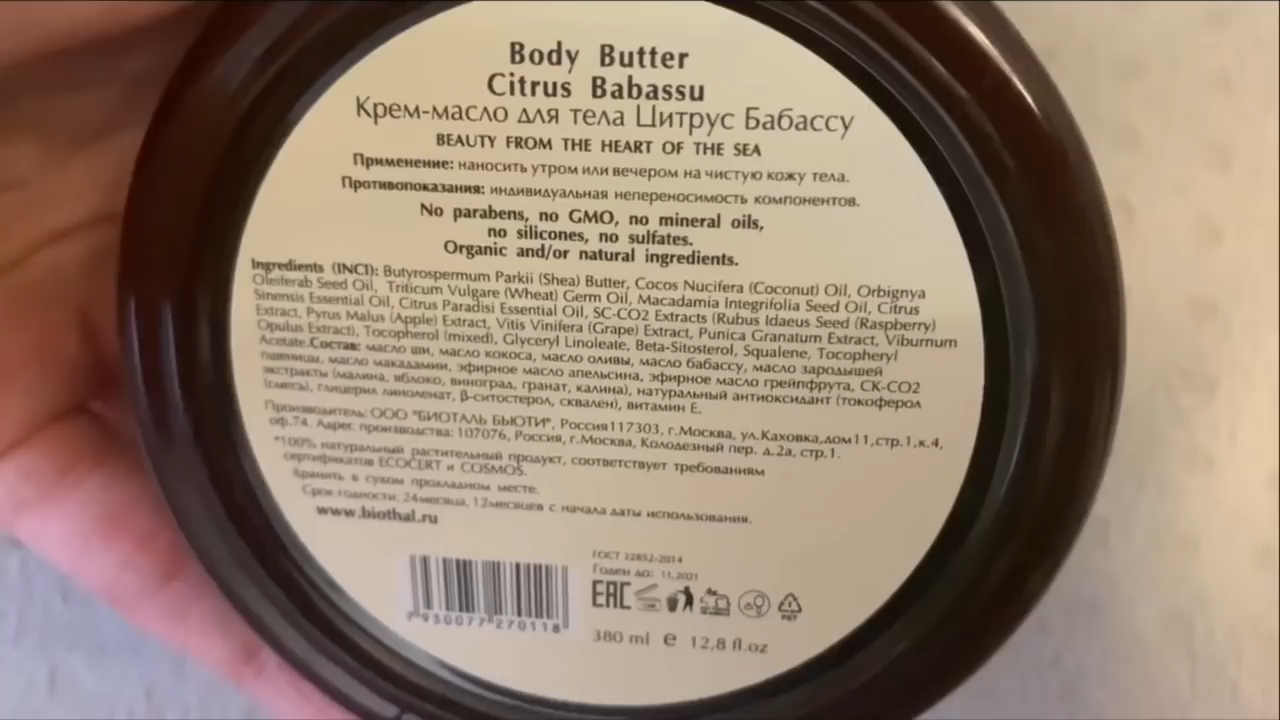 Body Butter
Citrus Babassu
Крем-масло для тела Цитрус Бабассу
BEAUTY FROM THE HEART OF THE SEA
Применение: наносить утром или вечером на чистую кожу тела.
Противопоказания: индивидуальная непереносимость компонентов.
No parabens, no GMO, no mineral oils,
no silicones, no sulfates.
Organic and/or natural ingredients.
Ingredients (INCI): Butyrospermum Parkii (Shea) Butter, Cocos Nucifera (Coconut) Oil, Orbignya
Oleiferab Seed Oil, Triticum Vulgare (Wheat) Germ Oil, Macadamia Integrifolia Seed Oil, Citrus
Sinensis Essential Oil, Citrus Paradisi Essential Oil, SC-CO2 Extracts (Rubus Idaeus Seed (Raspberry)
Extract, Pyrus Malus (Apple) Extract, Vitis Vinifera (Grape) Extract, Punica Granatum Extract, Viburnum
Opulus Extract), Tocopherol (mixed), Glyceryl Linoleate, Beta-Sitosterol, Squalene, Tocopheryl
Acetate.Состав: масло ши, масло кокоса, масло оливы, масло бабассу, масло зародышей
пшеницы, масло макадамии, эфирное масло апельсина, эфирное масло грейпфрута, СК-СО2
экстракты (малина, яблоко, виноград, гранат, калина), натуральный антиоксидант (токоферол
(смесь), глицерил линоленат, β-ситостерол, сквален), витамин Е.
Производитель: ООО "БИОТАЛЬ БЬЮТИ", Россия117303, г.Москва, ул.Каховка,дом11,стр.1,к.4,
оф.74. Адрес производства: 107076, Россия, г.Москва, Колодезный пер. д.2а, стр.1.
*100% натуральный растительный продукт, соответствует требованиям
сертификатов ECOCERT и COSMOS.
Хранить в сухом прохладном месте.
Срок годности: 24месяца, 12месяцев с начала даты использования.
www.biothal.ru
ГОСТ 32852-2014
Годен до: 11,2021
EAC
7 930077 270118
380 ml e 12,8 fl.oz